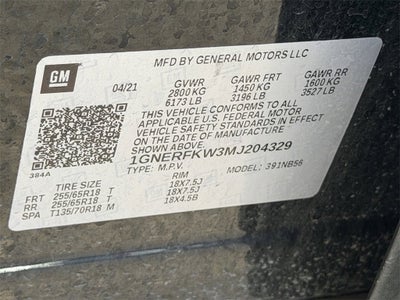 MFD BY GENERAL MOTORS LLC
GM
04/21 GVWR GAWR FRT GAWR RR
2800 KG 1450 KG 1600 KG
6173 LB 3196 LB 3527 LB
THIS VEHICLE CONFORMS TO ALL
APPLICABLE U.S. FEDERAL MOTOR
VEHICLE SAFETY AND THEFT PREVENTION
STANDARDS IN EFFECT ON THE
DATE OF MANUFACTURE
SHOWN ABOVE.
1GNERFKW3MJ204329
384A
TYPE: M.P.V. MODEL: 391NB56
TIRE SIZE RIM
FRT 255/65R18 T 18X7.5J
RR 255/65R18 T 18X7.5J
SPA T135/70R18 M 18X4.5B